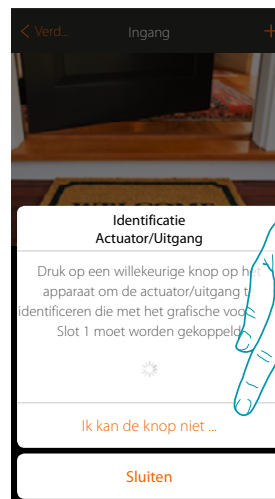 < Verd... Ingang +
Identificatie
Actuator/Uitgang
Druk op een willekeurige knop op het
apparaat om de actuator/uitgang t
identificeren die met het grafische voo
Slot 1 moet worden gekoppeld
Ik kan de knop niet ...
Sluiten